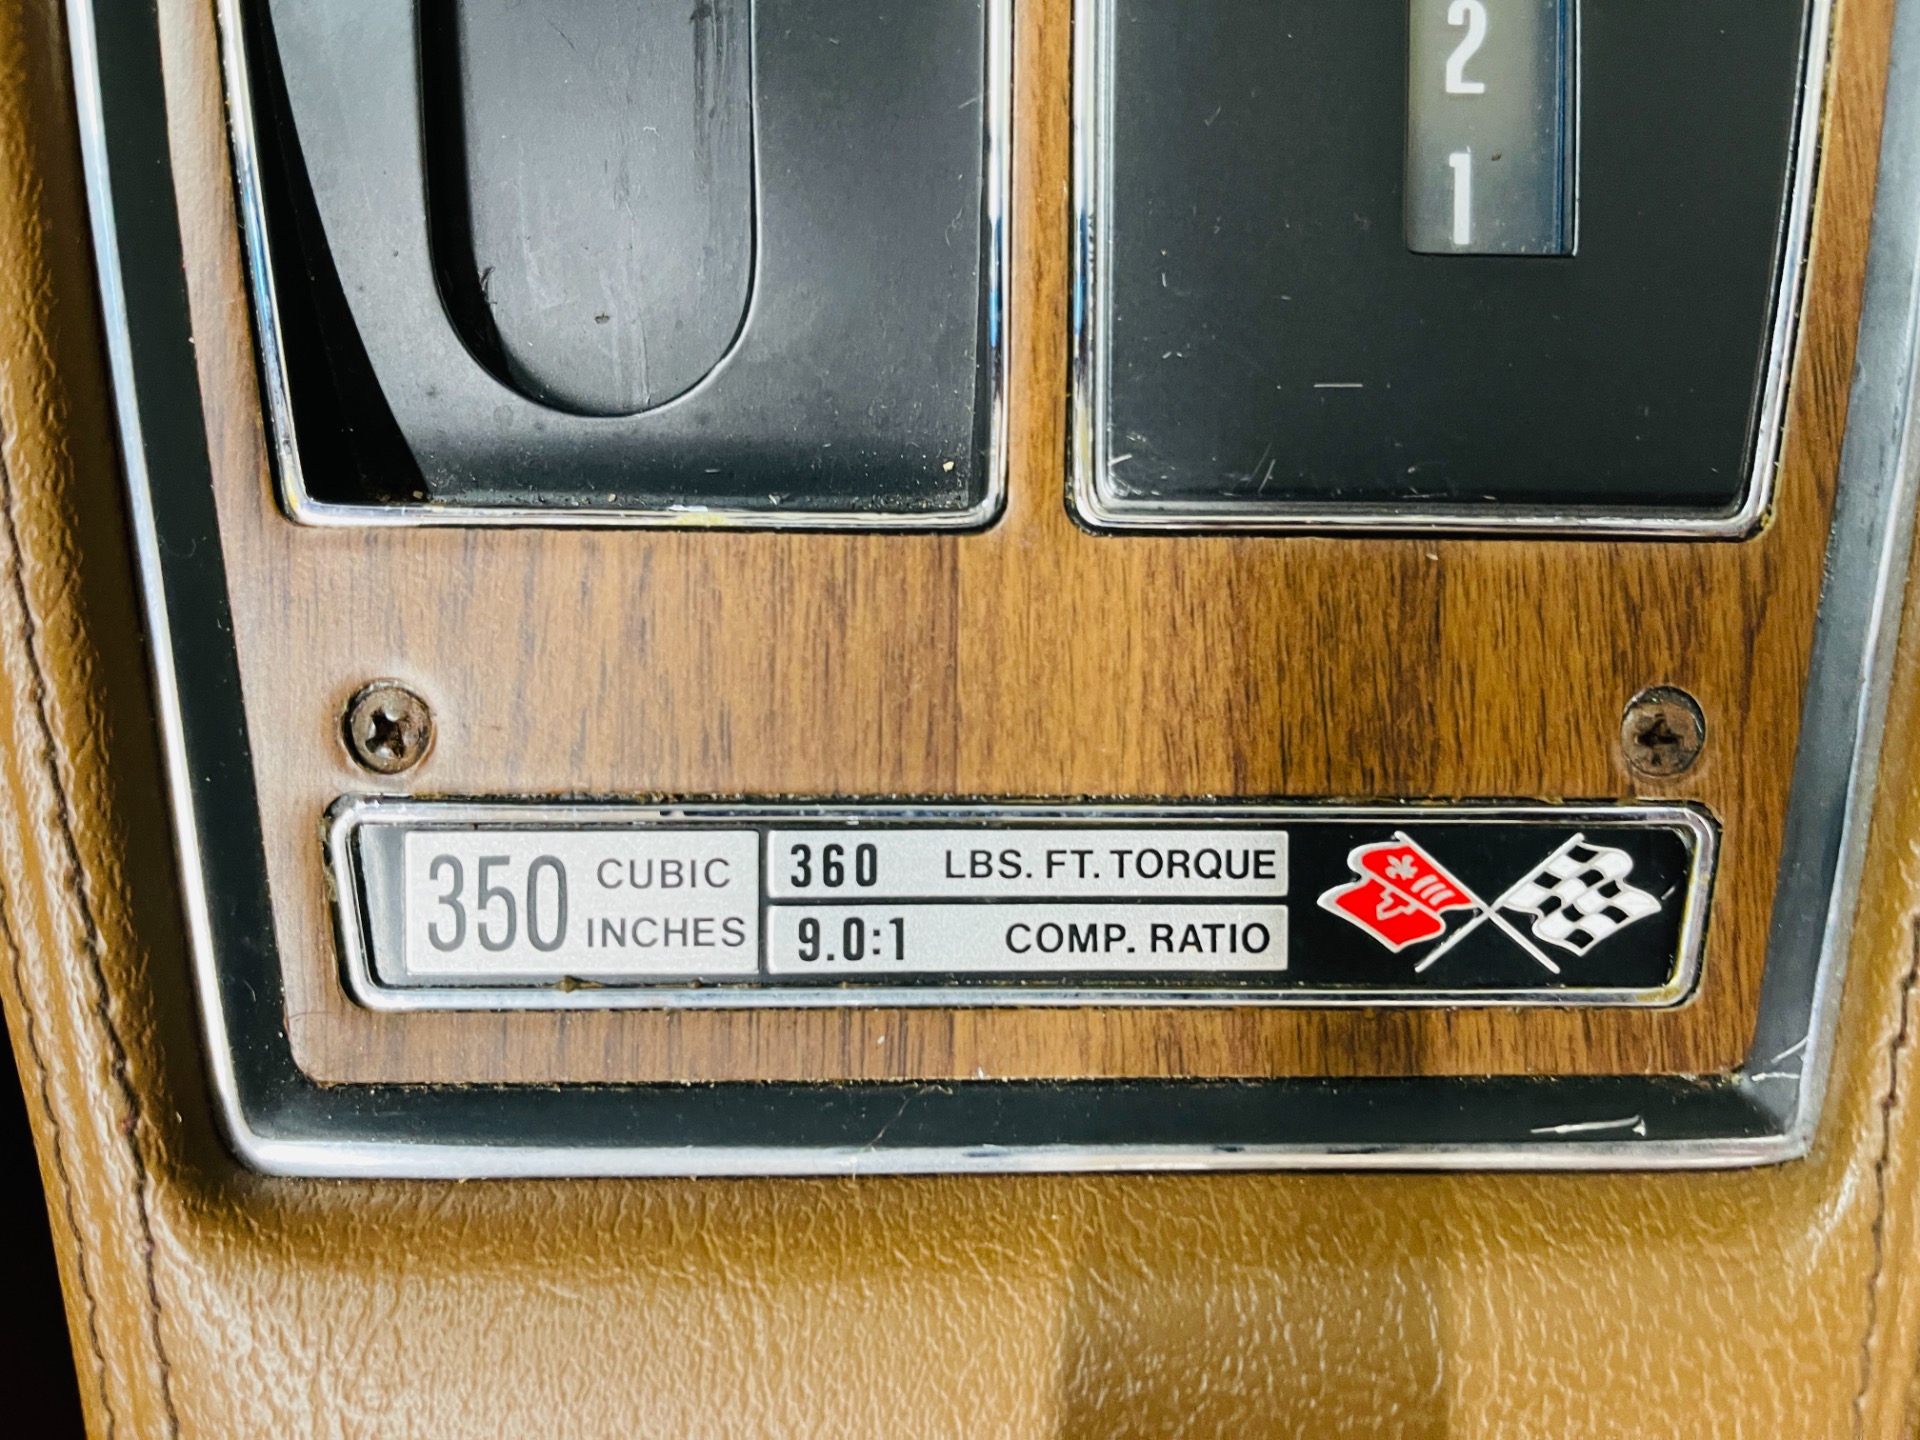 2
1
350 CUBIC INCHES
360 LBS. FT. TORQUE
9.0:1 COMP. RATIO